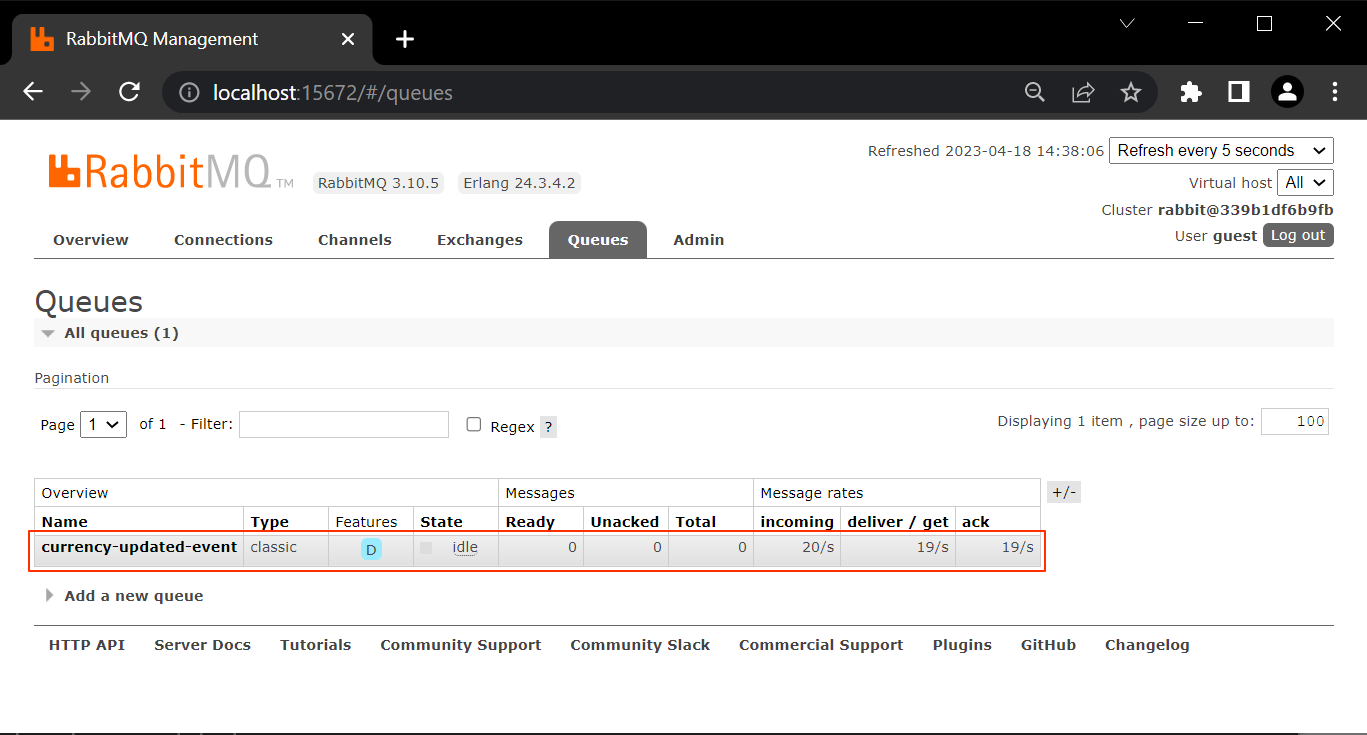 RabbitMQ Management
localhost:15672/#/queues
Refreshed 2023-04-18 14:38:06 Refresh every 5 seconds
RabbitMQ TM RabbitMQ 3.10.5 Erlang 24.3.4.2
Virtual host All
Cluster rabbit@339b1df6b9fb
User guest Log out
Overview Connections Channels Exchanges Queues Admin
Queues
All queues (1)
Pagination
Page 1 of 1 - Filter: Regex ? Displaying 1 item , page size up to: 100
Overview Messages Message rates +/-
Name Type Features State Ready Unacked Total incoming deliver / get ack
currency-updated-event classic D idle 0 0 0 20/s 19/s 19/s
Add a new queue
HTTP API Server Docs Tutorials Community Support Community Slack Commercial Support Plugins GitHub Changelog